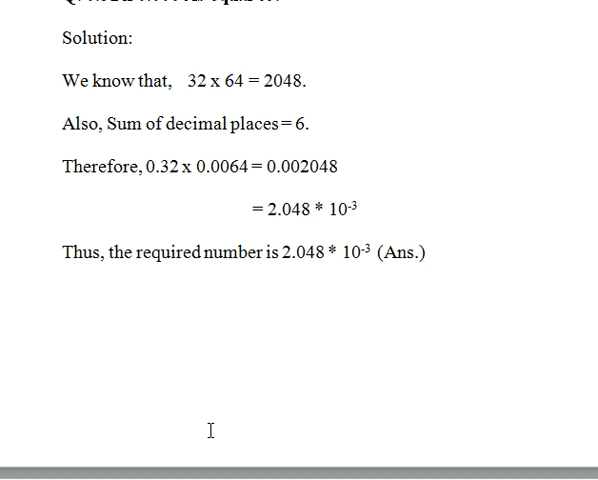 Solution:
We know that, 32 x 64 = 2048.
Also, Sum of decimal places = 6.
Therefore, 0.32 x 0.0064 = 0.002048
= 2.048 * 10⁻³
Thus, the required number is 2.048 * 10⁻³ (Ans.)